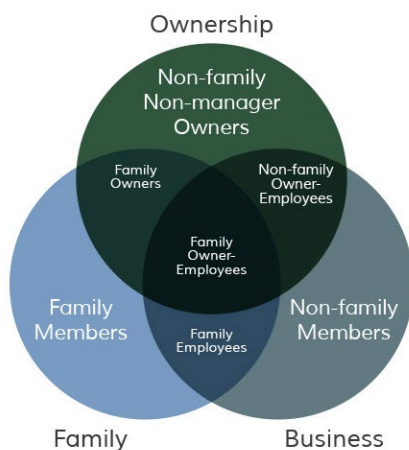 Ownership
Non-family
Non-manager
Owners
Family
Owners
Non-family
Owner-
Employees
Family
Owner-
Employees
Family
Members
Non-family
Members
Family
Employees
Family
Business